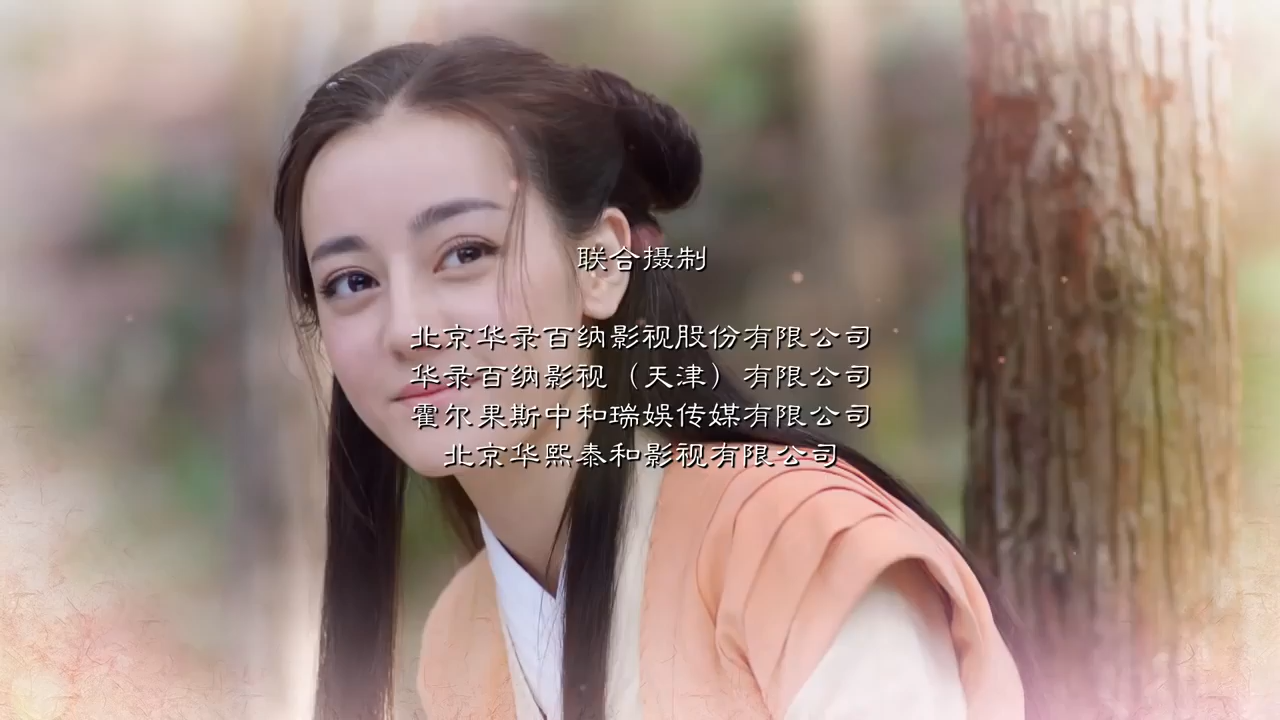 联合摄制
北京华录百纳影视股份有限公司
华录百纳影视（天津）有限公司
霍尔果斯中和瑞娱传媒有限公司
北京华熙泰和影视有限公司